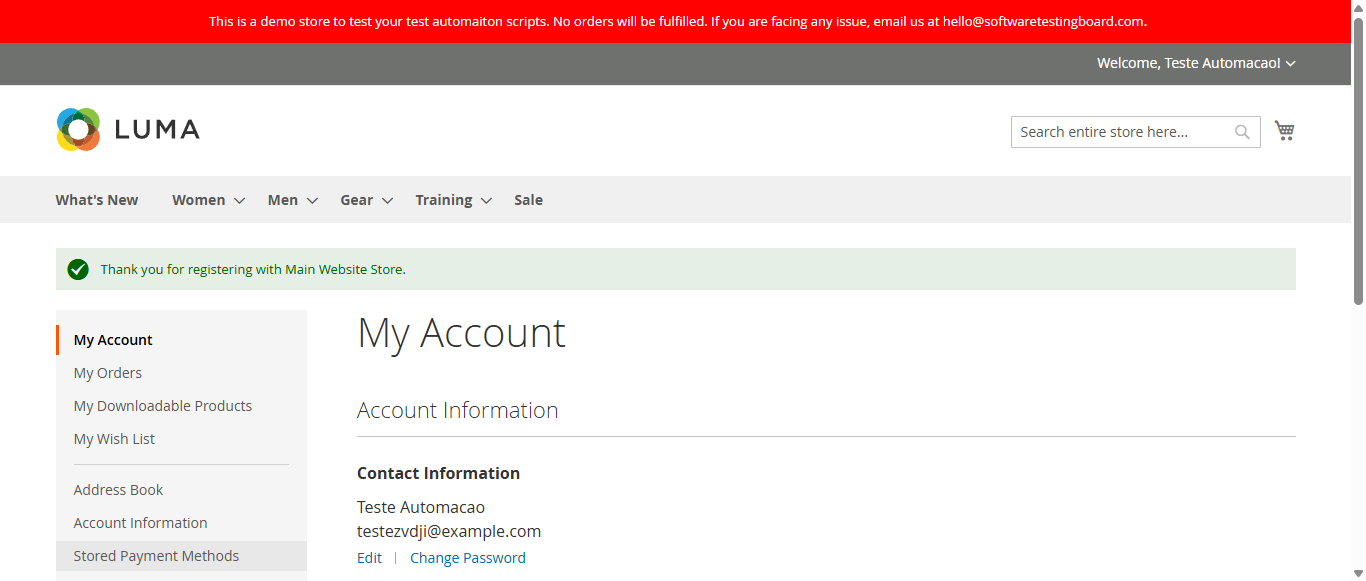 This is a demo store to test your test automaiton scripts. No orders will be fulfilled. If you are facing any issue, email us at hello@softwaretestingboard.com.
Welcome, Teste Automacao!
LUMA
Search entire store here...
What's New Women Men Gear Training Sale
Thank you for registering with Main Website Store.
My Account
My Orders
My Downloadable Products
My Wish List
Address Book
Account Information
Stored Payment Methods
My Account
Account Information
Contact Information
Teste Automacao
testezvdji@example.com
Edit | Change Password